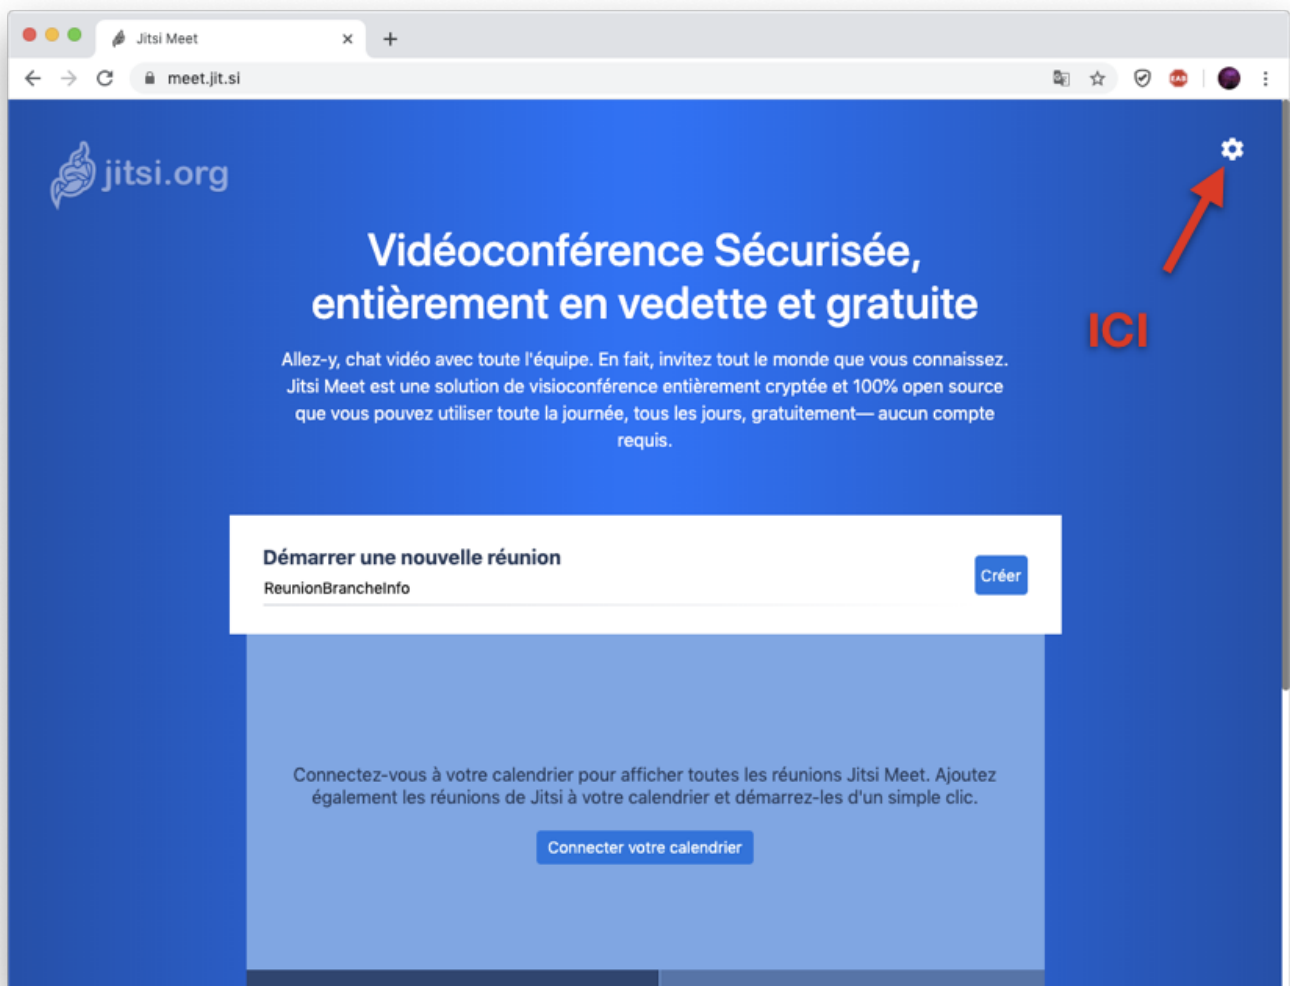 Jitsi Meet
meet.jit.si
EAB
jitsi.org
Vidéoconférence Sécurisée,
entièrement en vedette et gratuite
ICI
Allez-y, chat vidéo avec toute l'équipe. En fait, invitez tout le monde que vous connaissez.
Jitsi Meet est une solution de visioconférence entièrement cryptée et 100% open source
que vous pouvez utiliser toute la journée, tous les jours, gratuitement— aucun compte
requis.
Démarrer une nouvelle réunion
ReunionBrancheInfo
Créer
Connectez-vous à votre calendrier pour afficher toutes les réunions Jitsi Meet. Ajoutez
également les réunions de Jitsi à votre calendrier et démarrez-les d'un simple clic.
Connecter votre calendrier